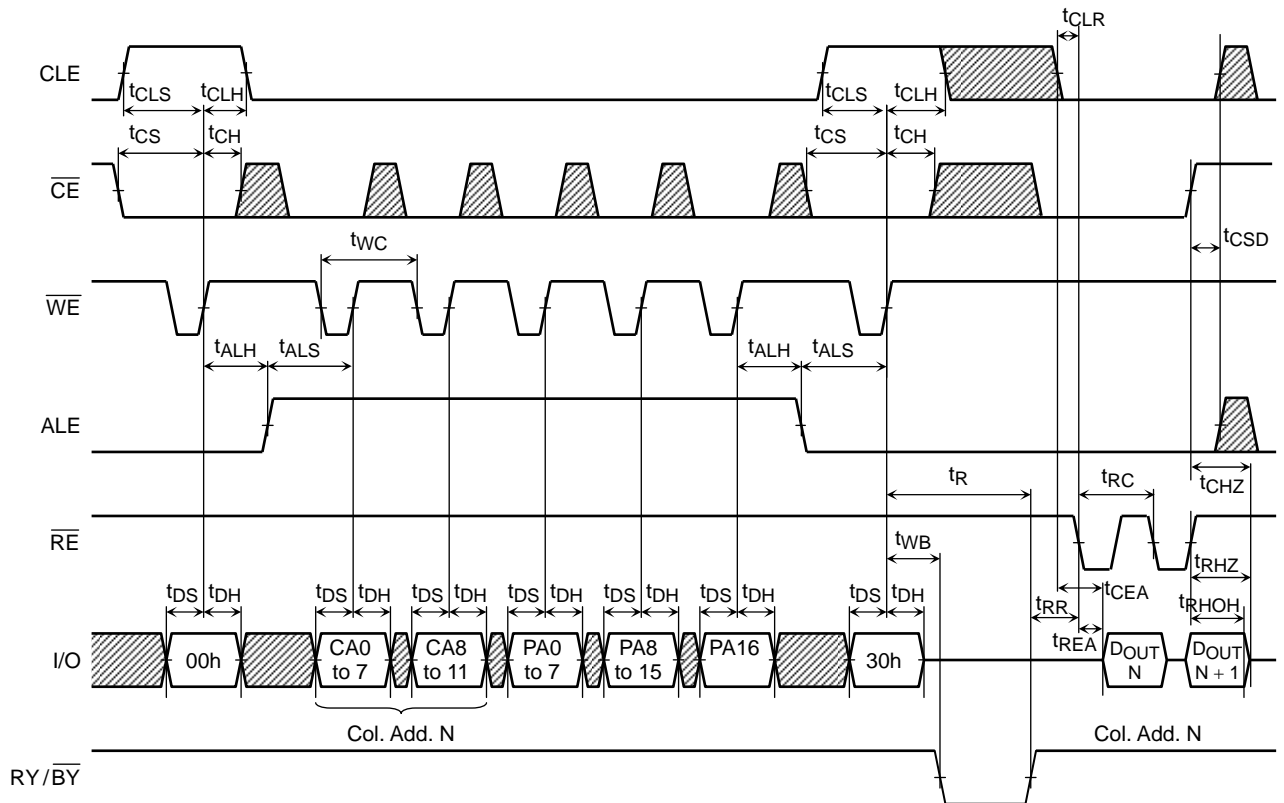 tCLR
CLE
tCLS tCLH tCLS tCLH
tCS tCH tCS tCH
CE
tCSD
tWC
WE
tALH tALS tALH tALS
ALE
tR tRC tCHZ
RE
tWB tRHZ
tDS tDH tDS tDH tDS tDH tDS tDH tDS tDH tDS tDH tDS tDH tRR tCEA tRHOH
tREA
I/O 00h CA0 to 7 CA8 to 11 PA0 to 7 PA8 to 15 PA16 30h DOUT N DOUT N + 1
Col. Add. N Col. Add. N
RY/BY